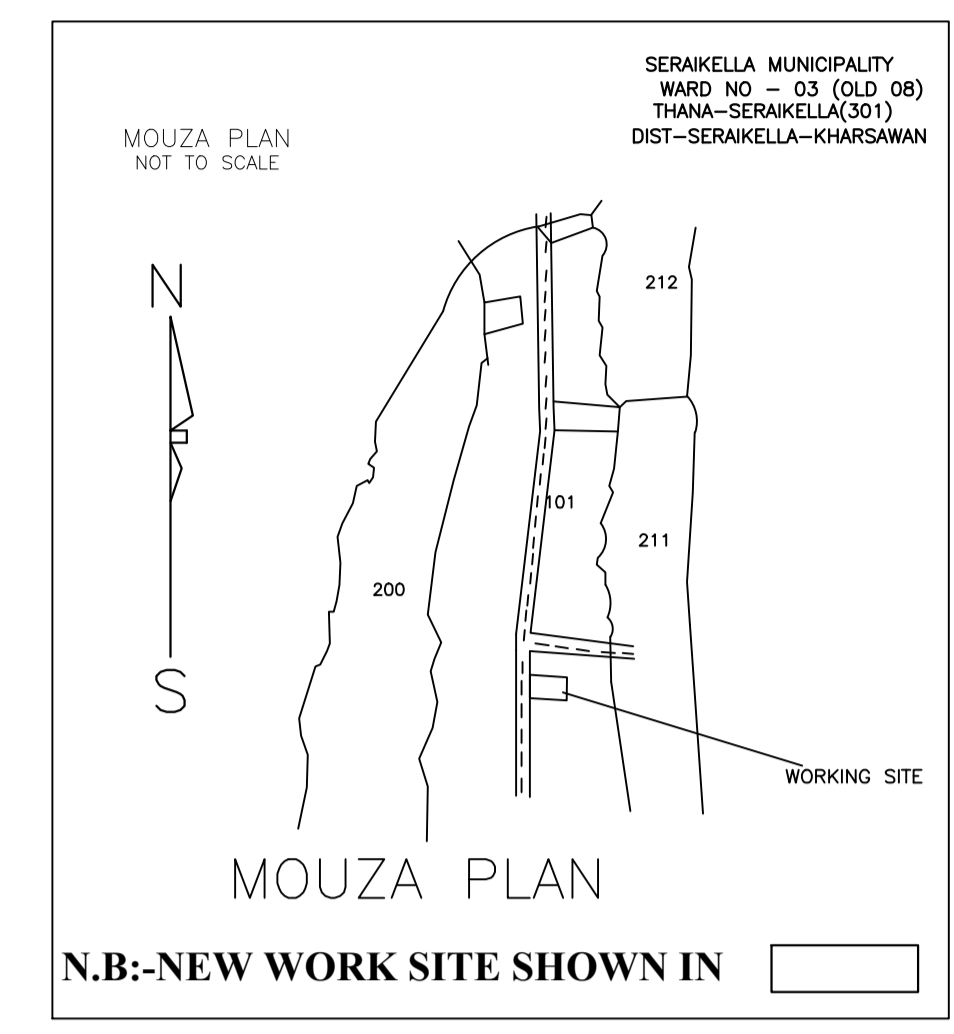 SERAIKELLA MUNICIPALITY
WARD NO - 03 (OLD 08)
THANA-SERAIKELLA(301)
DIST-SERAIKELLA-KHARSAWAN
MOUZA PLAN
NOT TO SCALE
N
212
101
211
200
S
WORKING SITE
MOUZA PLAN
N.B:-NEW WORK SITE SHOWN IN